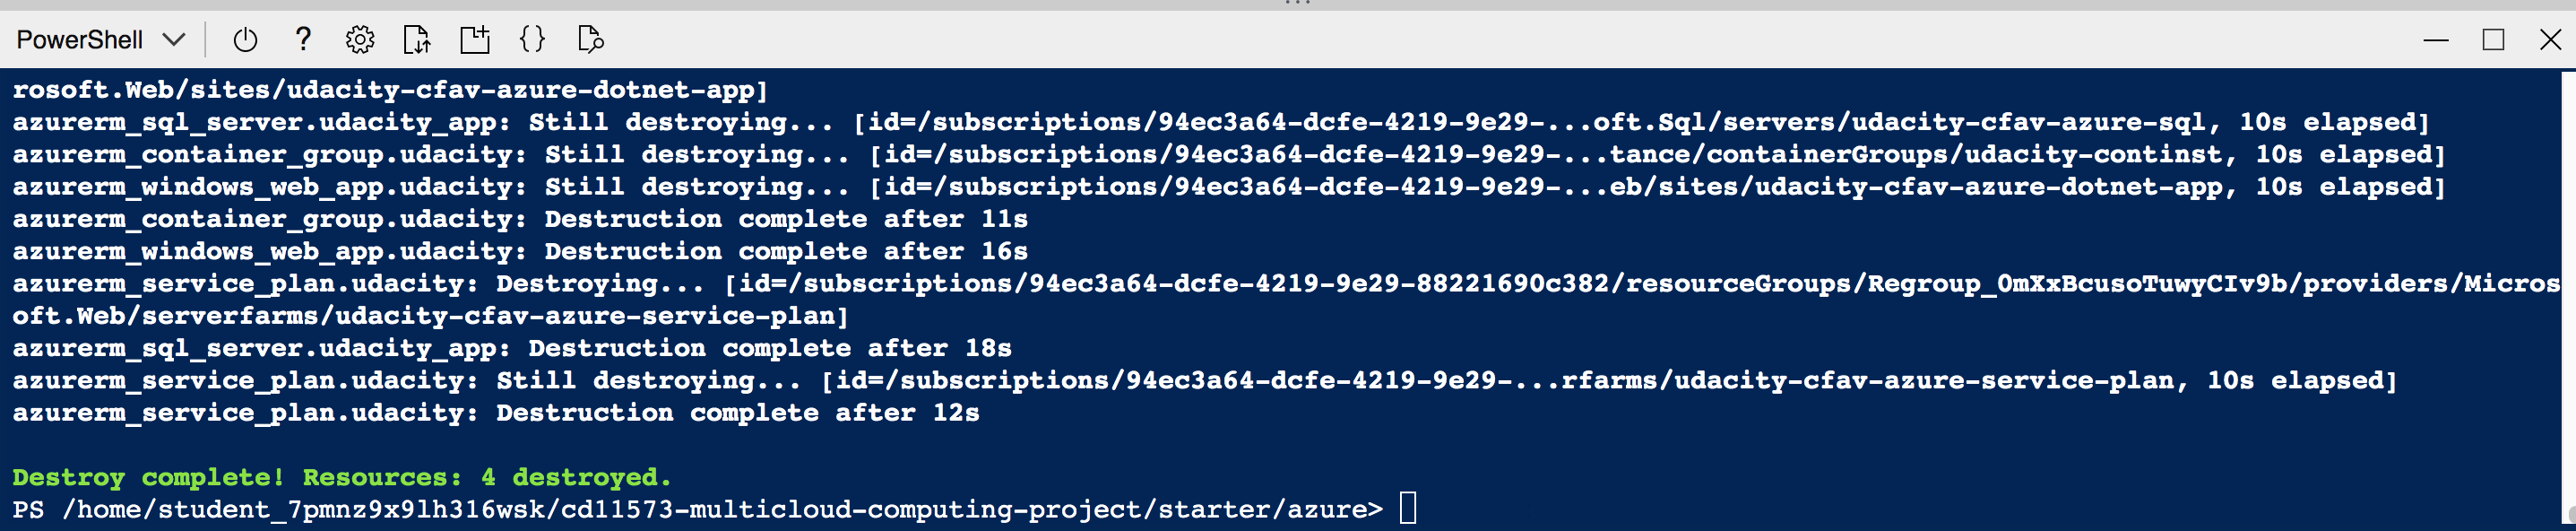 PowerShell
rosoft.Web/sites/udacity-cfav-azure-dotnet-app]
azurerm_sql_server.udacity_app: Still destroying... [id=/subscriptions/94ec3a64-dcfe-4219-9e29-...oft.Sql/servers/udacity-cfav-azure-sql, 10s elapsed]
azurerm_container_group.udacity: Still destroying... [id=/subscriptions/94ec3a64-dcfe-4219-9e29-...tance/containerGroups/udacity-continst, 10s elapsed]
azurerm_windows_web_app.udacity: Still destroying... [id=/subscriptions/94ec3a64-dcfe-4219-9e29-...eb/sites/udacity-cfav-azure-dotnet-app, 10s elapsed]
azurerm_container_group.udacity: Destruction complete after 11s
azurerm_windows_web_app.udacity: Destruction complete after 16s
azurerm_service_plan.udacity: Destroying... [id=/subscriptions/94ec3a64-dcfe-4219-9e29-88221690c382/resourceGroups/Regroup_0mXxBcusoTuwyCIv9b/providers/Micros
oft.Web/serverfarms/udacity-cfav-azure-service-plan]
azurerm_sql_server.udacity_app: Destruction complete after 18s
azurerm_service_plan.udacity: Still destroying... [id=/subscriptions/94ec3a64-dcfe-4219-9e29-...rfarms/udacity-cfav-azure-service-plan, 10s elapsed]
azurerm_service_plan.udacity: Destruction complete after 12s
Destroy complete! Resources: 4 destroyed.
PS /home/student_7pmnz9x9lh316wsk/cd11573-multicloud-computing-project/starter/azure>